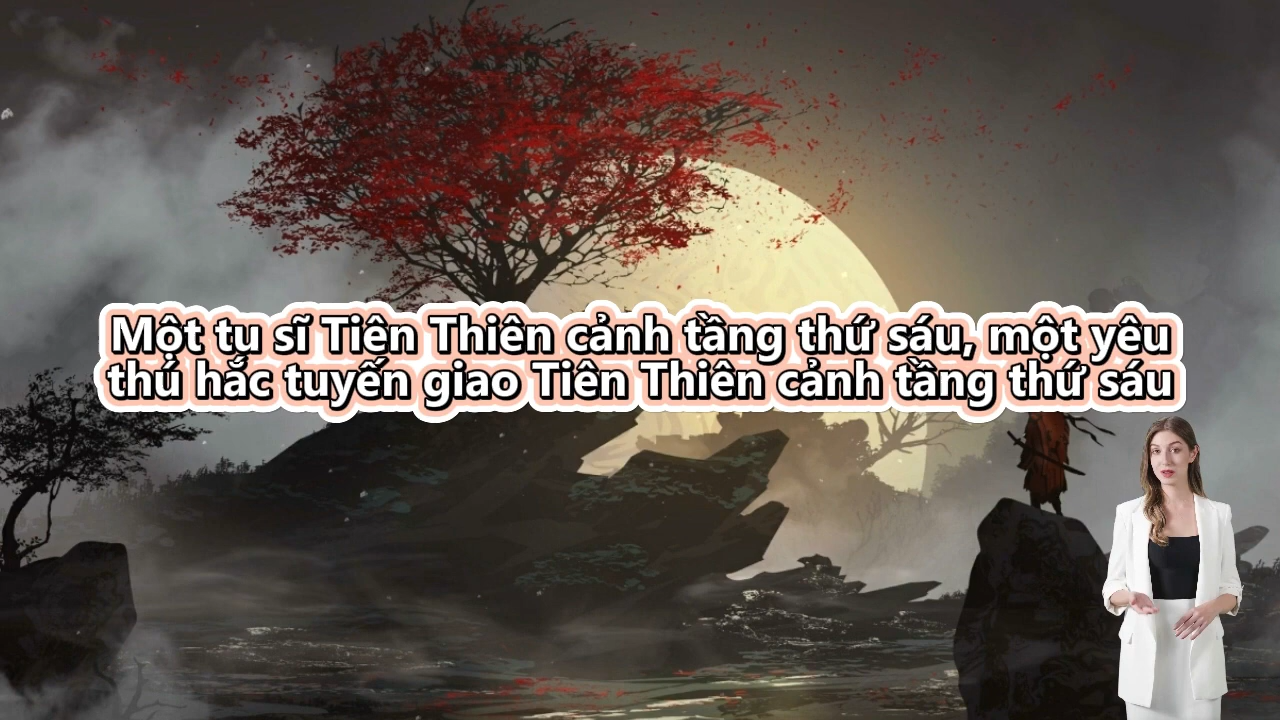 Một tu sĩ Tiên Thiên cảnh tầng thứ sáu, một yêu
thú hắc tuyến giao Tiên Thiên cảnh tầng thứ sáu